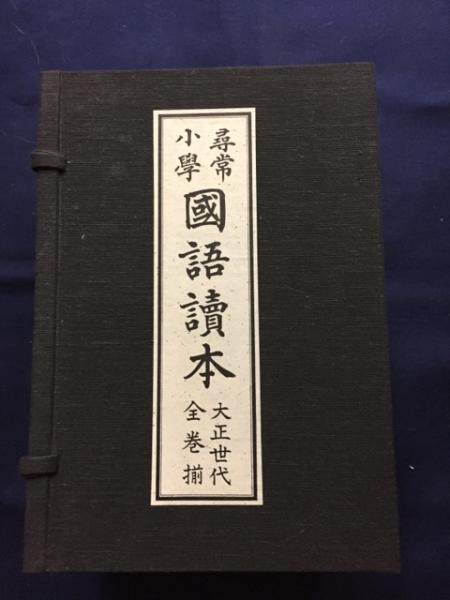 尋常
小學
國語讀本
大正世代
全巻揃